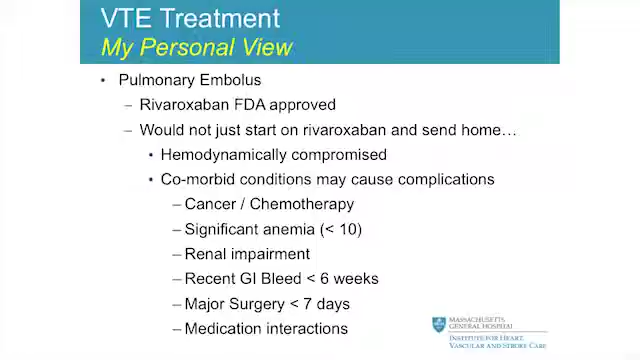 VTE Treatment
My Personal View
• Pulmonary Embolus
– Rivaroxaban FDA approved
– Would not just start on rivaroxaban and send home…
• Hemodynamically compromised
• Co-morbid conditions may cause complications
– Cancer / Chemotherapy
– Significant anemia (< 10)
– Renal impairment
– Recent GI Bleed < 6 weeks
– Major Surgery < 7 days
– Medication interactions
MASSACHUSETTS
GENERAL HOSPITAL
INSTITUTE FOR HEART,
VASCULAR AND STROKE CARE